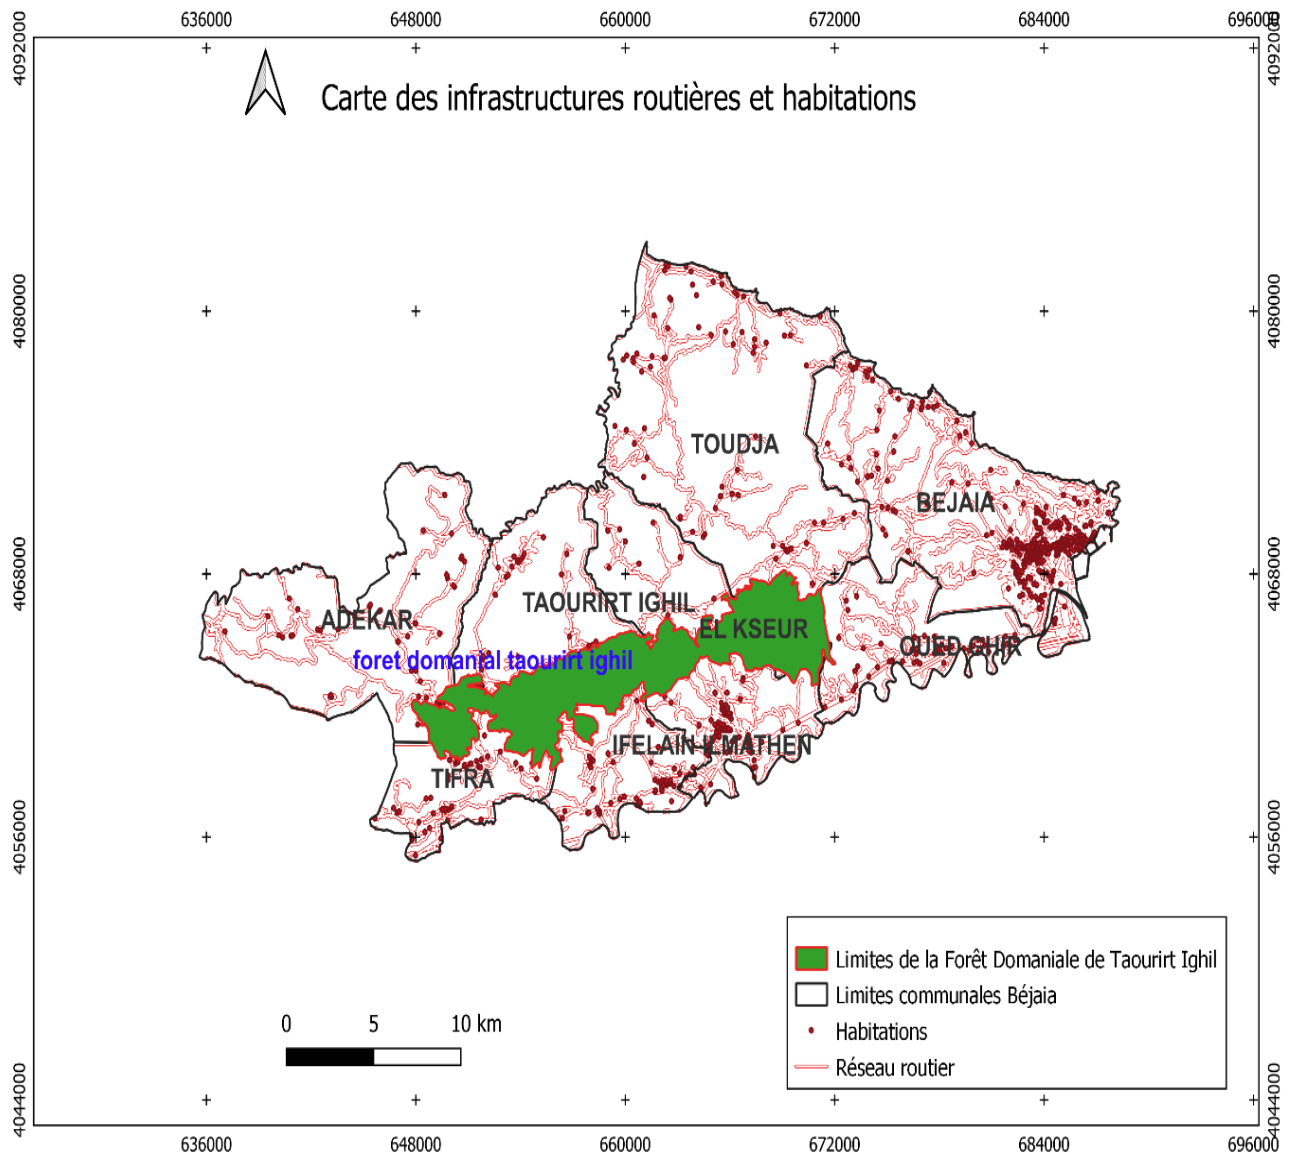 636000 648000 660000 672000 684000 696000
4092000 4092000
Carte des infrastructures routières et habitations
4080000 4080000
TOUDJA
BEJAIA
4068000 4068000
TAOURIRT IGHIL
ADEKAR
EL KSEUR
OUED GHIR
foret domanial taourirt ighil
IFELAIN-ILMATHEN
TIFRA
4056000 4056000
Limites de la Forêt Domaniale de Taourirt Ighil
Limites communales Béjaia
Habitations
Réseau routier
0 5 10 km
4044000 4044000
636000 648000 660000 672000 684000 696000